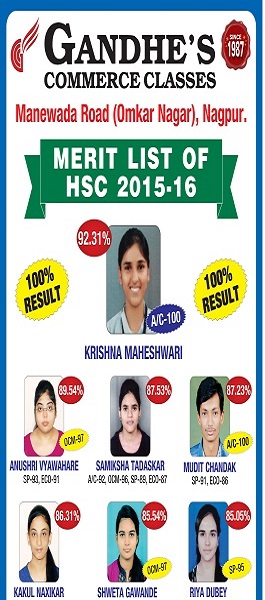 GANDHE'S
SINCE
1987
COMMERCE CLASSES
Manewada Road (Omkar Nagar), Nagpur.
MERIT LIST OF
HSC 2015-16
92.31%
100%
RESULT
100%
RESULT
A/C-100
KRISHNA MAHESHWARI
89.54%
87.53%
87.23%
OCM-97
A/C-100
ANUSHRI VYAWAHARE
SAMIKSHA TADASKAR
MUDIT CHANDAK
SP-93, ECO-91
A/C-92, OCM-96, SP-89, ECO-87
SP-91, ECO-86
86.31%
85.54%
85.05%
OCM-97
SP-95
KAKUL NAXIKAR
SHWETA GAWANDE
RIYA DUBEY